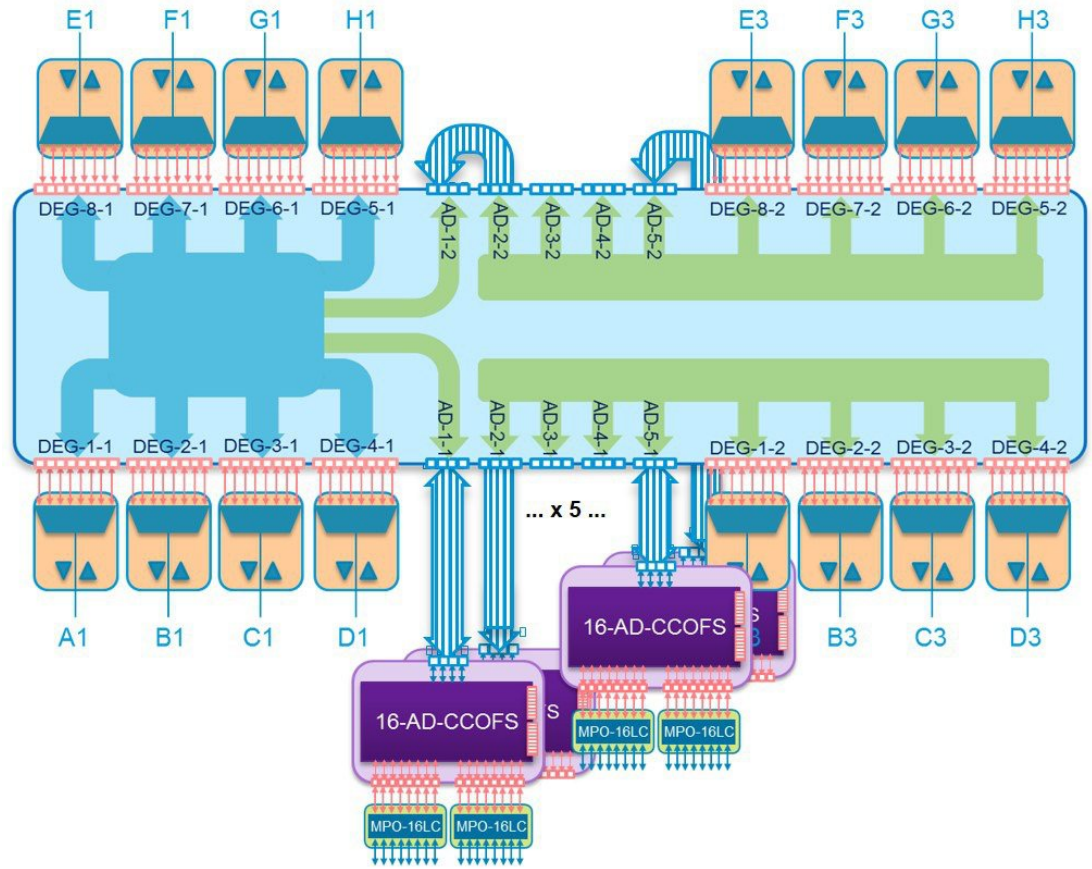 E1 F1 G1 H1 E3 F3 G3 H3
DEG-8-1 DEG-7-1 DEG-6-1 DEG-5-1 AD-1-2 AD-2-2 AD-3-2 AD-4-2 AD-5-2 DEG-8-2 DEG-7-2 DEG-6-2 DEG-5-2
DEG-1-1 DEG-2-1 DEG-3-1 DEG-4-1 AD-1-1 AD-2-1 AD-3-1 AD-4-1 AD-5-1 DEG-1-2 DEG-2-2 DEG-3-2 DEG-4-2
... x 5 ...
A1 B1 C1 D1 16-AD-CCOFS S 3 B3 C3 D3
16-AD-CCOFS FS
MPO-16LC MPO-16LC
MPO-16LC MPO-16LC